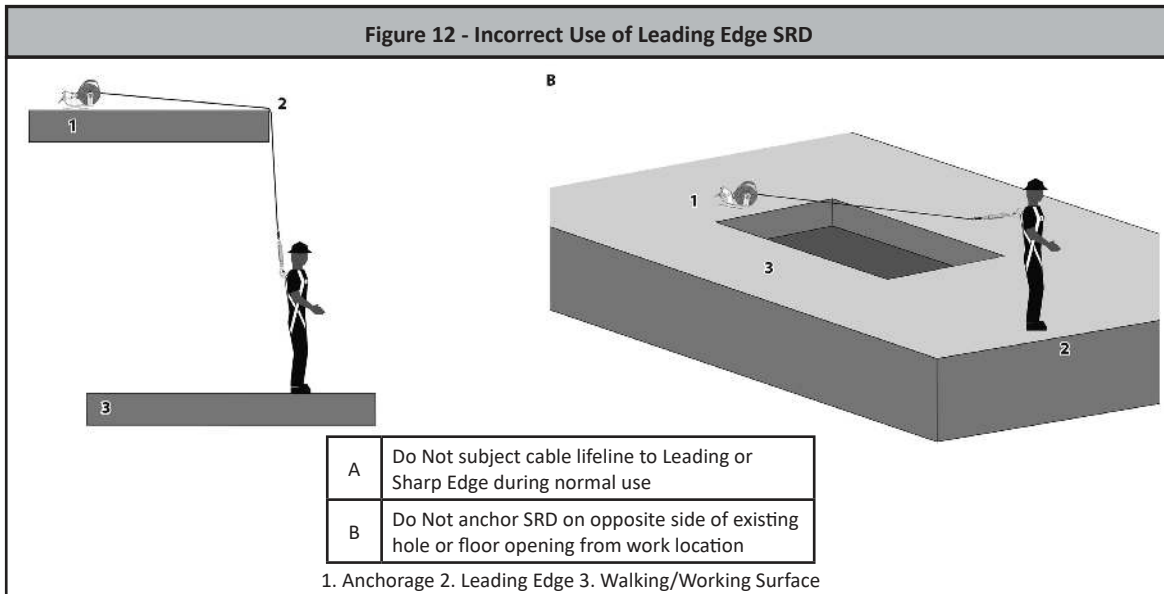 Figure 12 - Incorrect Use of Leading Edge SRD
B
2
1
1
3
3
2
A
Do Not subject cable lifeline to Leading or
Sharp Edge during normal use
B
Do Not anchor SRD on opposite side of existing
hole or floor opening from work location
1. Anchorage 2. Leading Edge 3. Walking/Working Surface